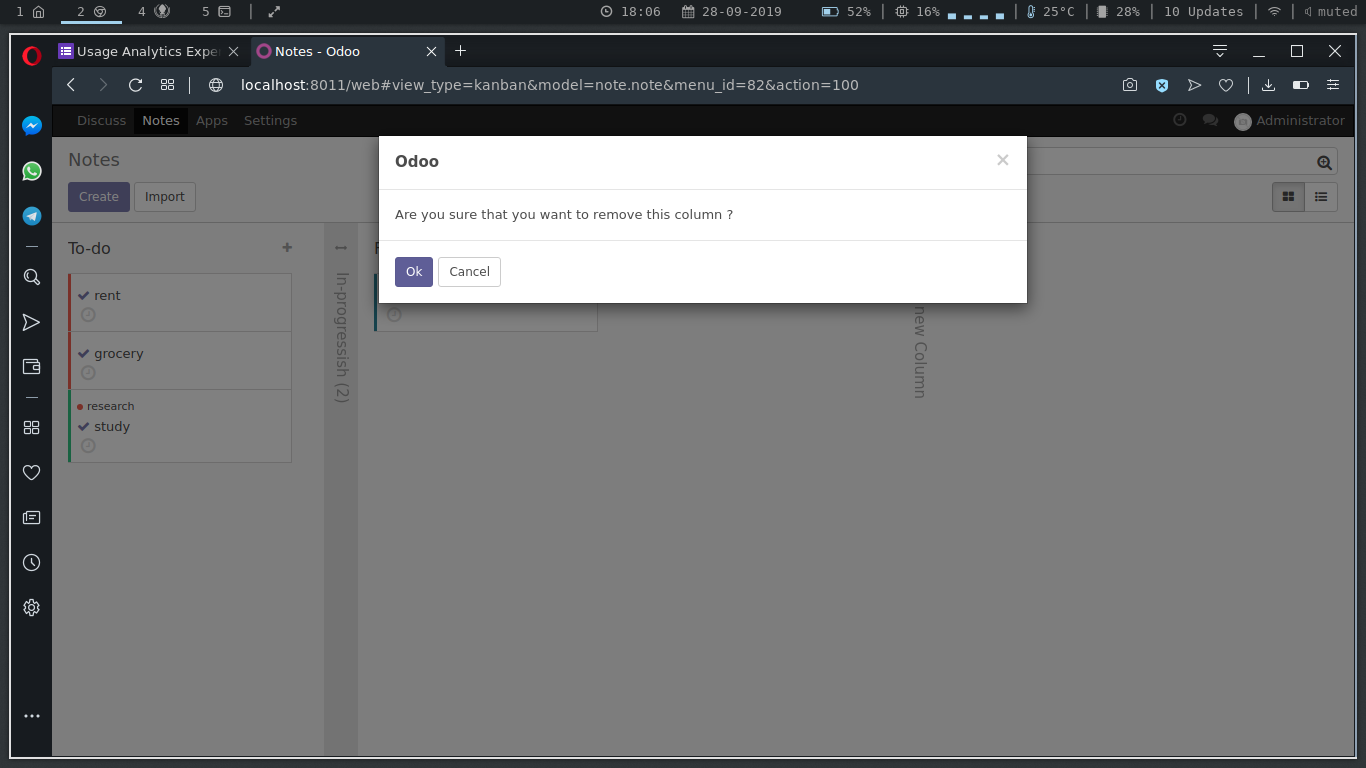 1 2 4 5 18:06 28-09-2019 52% 16% 25°C 28% 10 Updates muted
Usage Analytics Expe Notes - Odoo
localhost:8011/web#view_type=kanban&model=note.note&menu_id=82&action=100
Discuss Notes Apps Settings Administrator
Notes
Create Import
Odoo
Are you sure that you want to remove this column ?
Ok Cancel
To-do
rent
grocery
research
study
In-progressish (2)
new Column